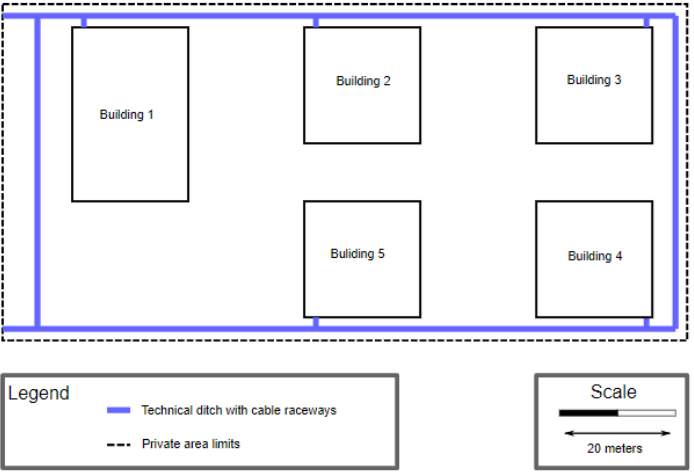 Building 1
Building 2
Building 3
Buliding 5
Building 4
Legend
Technical ditch with cable raceways
Private area limits
Scale
20 meters